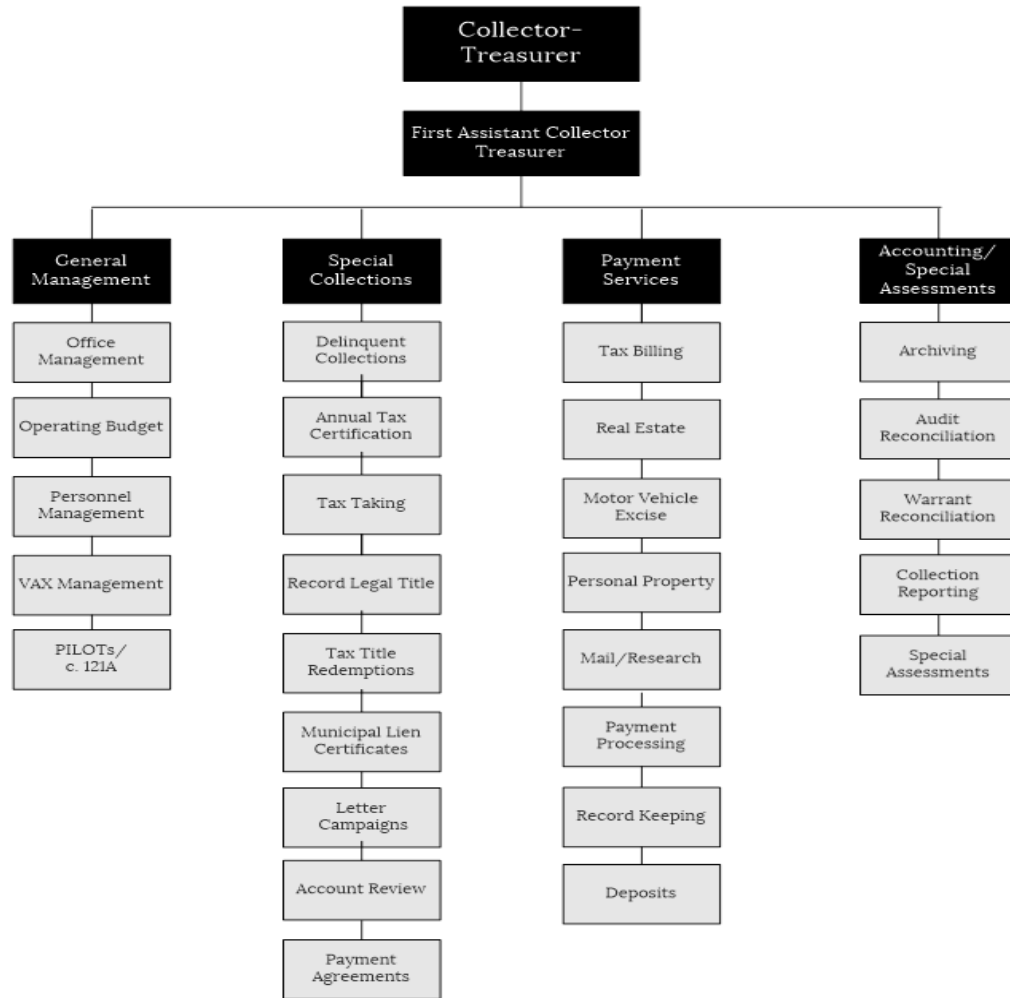 Collector-
Treasurer
First Assistant Collector
Treasurer
General
Management
Office
Management
Operating Budget
Personnel
Management
VAX Management
PILOTs/
c. 121A
Special
Collections
Delinquent
Collections
Annual Tax
Certification
Tax Taking
Record Legal Title
Tax Title
Redemptions
Municipal Lien
Certificates
Letter
Campaigns
Account Review
Payment
Agreements
Payment
Services
Tax Billing
Real Estate
Motor Vehicle
Excise
Personal Property
Mail/Research
Payment
Processing
Record Keeping
Deposits
Accounting/
Special
Assessments
Archiving
Audit
Reconciliation
Warrant
Reconciliation
Collection
Reporting
Special
Assessments